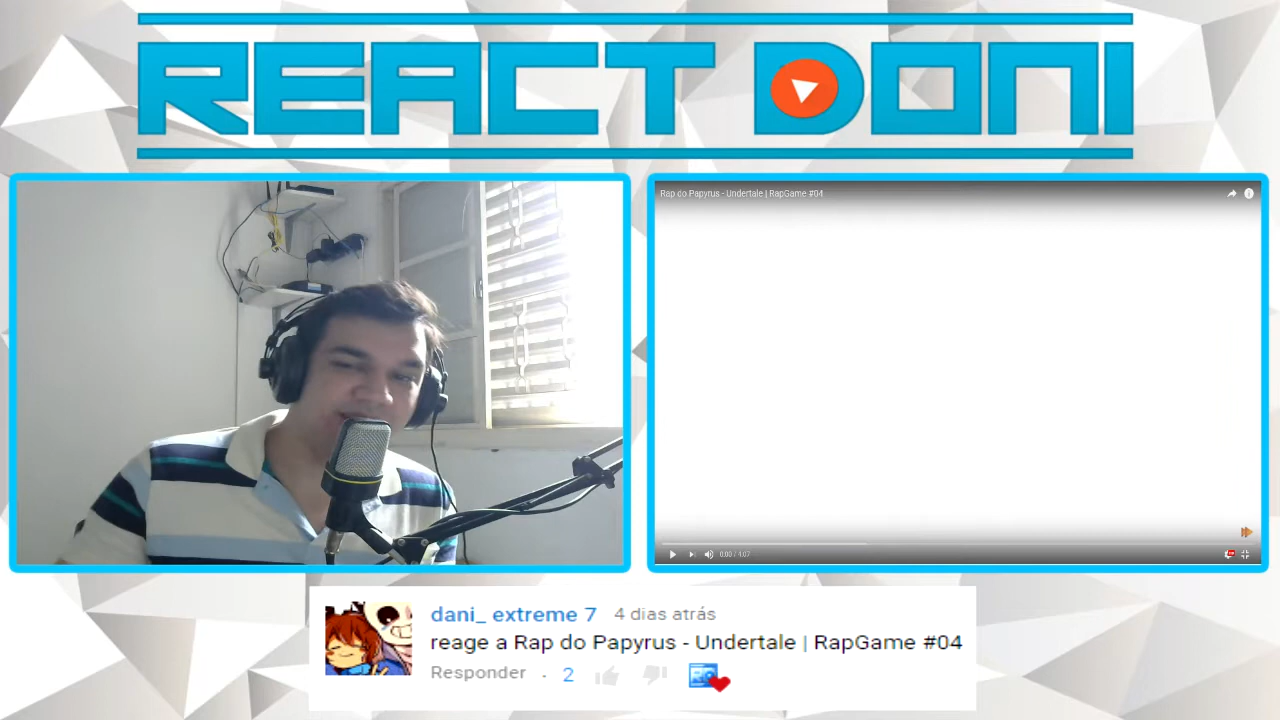 REACT DONI
Rap do Papyrus - Undertale | RapGame #04
0:00 / 4:07
dani_ extreme 7 4 dias atrás
reage a Rap do Papyrus - Undertale | RapGame #04
Responder · 2